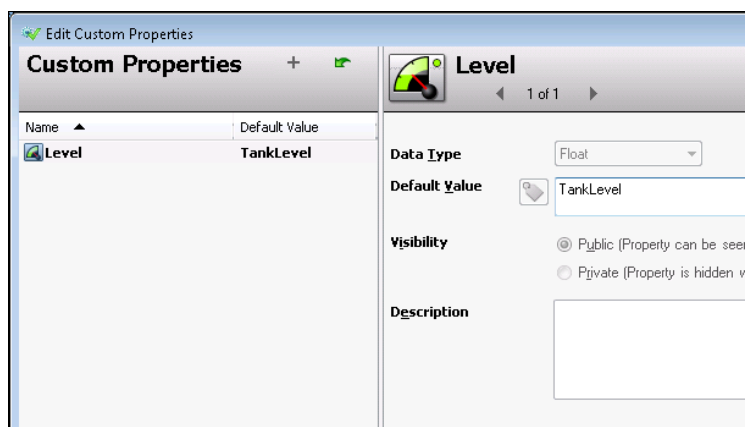 Edit Custom Properties
Custom Properties
Level
1 of 1
Name
Default Value
Level
TankLevel
Data Type
Float
Default Value
TankLevel
Visibility
Public (Property can be seen
Private (Property is hidden w
Description